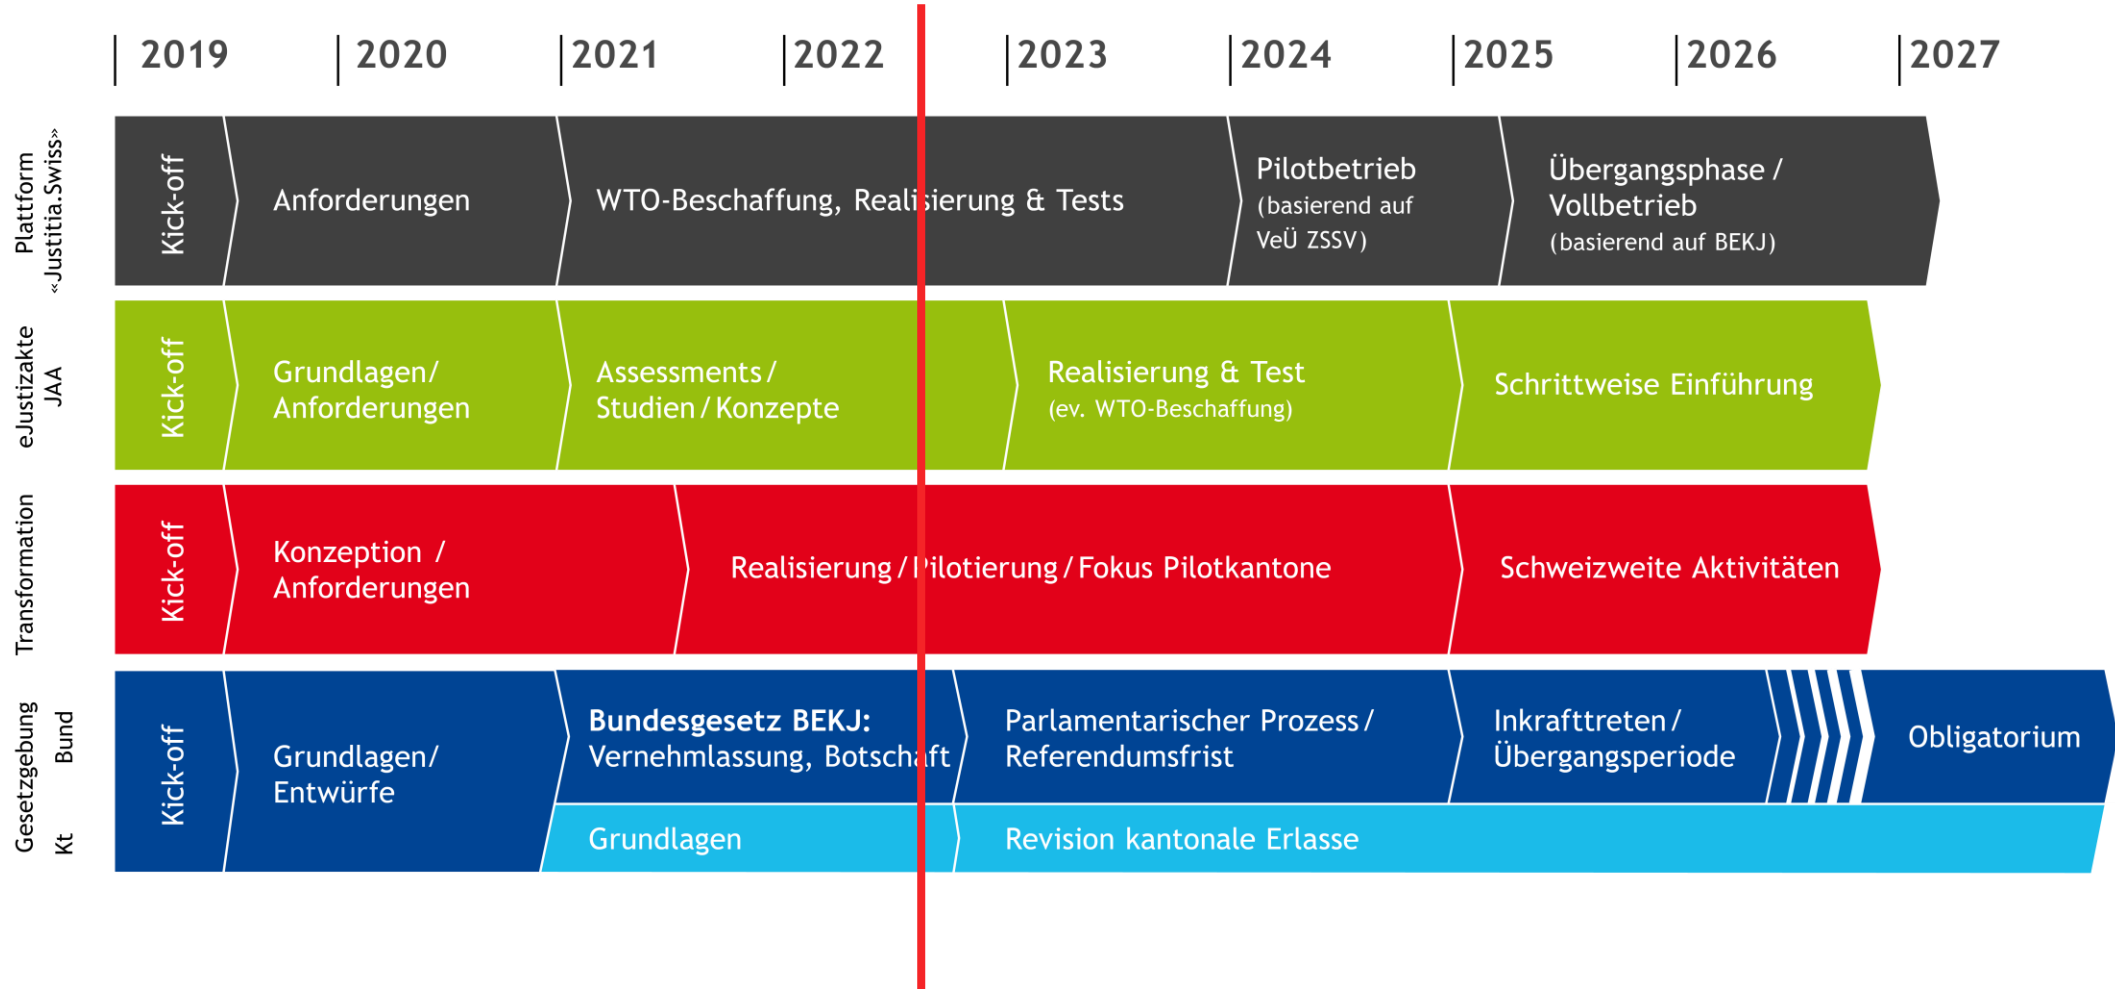 2019 2020 2021 2022 2023 2024 2025 2026 2027
Plattform
«Justitia.Swiss»
Kick-off
Anforderungen
WTO-Beschaffung, Realisierung & Tests
Pilotbetrieb
(basierend auf
VeÜ ZSSV)
Übergangsphase /
Vollbetrieb
(basierend auf BEKJ)
eJustizakte
JAA
Kick-off
Grundlagen/
Anforderungen
Assessments/
Studien/Konzepte
Realisierung & Test
(ev. WTO-Beschaffung)
Schrittweise Einführung
Transformation
Kick-off
Konzeption /
Anforderungen
Realisierung/Pilotierung/Fokus Pilotkantone
Schweizweite Aktivitäten
Gesetzgebung
Bund
Kt
Kick-off
Grundlagen/
Entwürfe
Bundesgesetz BEKJ:
Vernehmlassung, Botschaft
Parlamentarischer Prozess/
Referendumsfrist
Inkrafttreten/
Übergangsperiode
Obligatorium
Grundlagen
Revision kantonale Erlasse